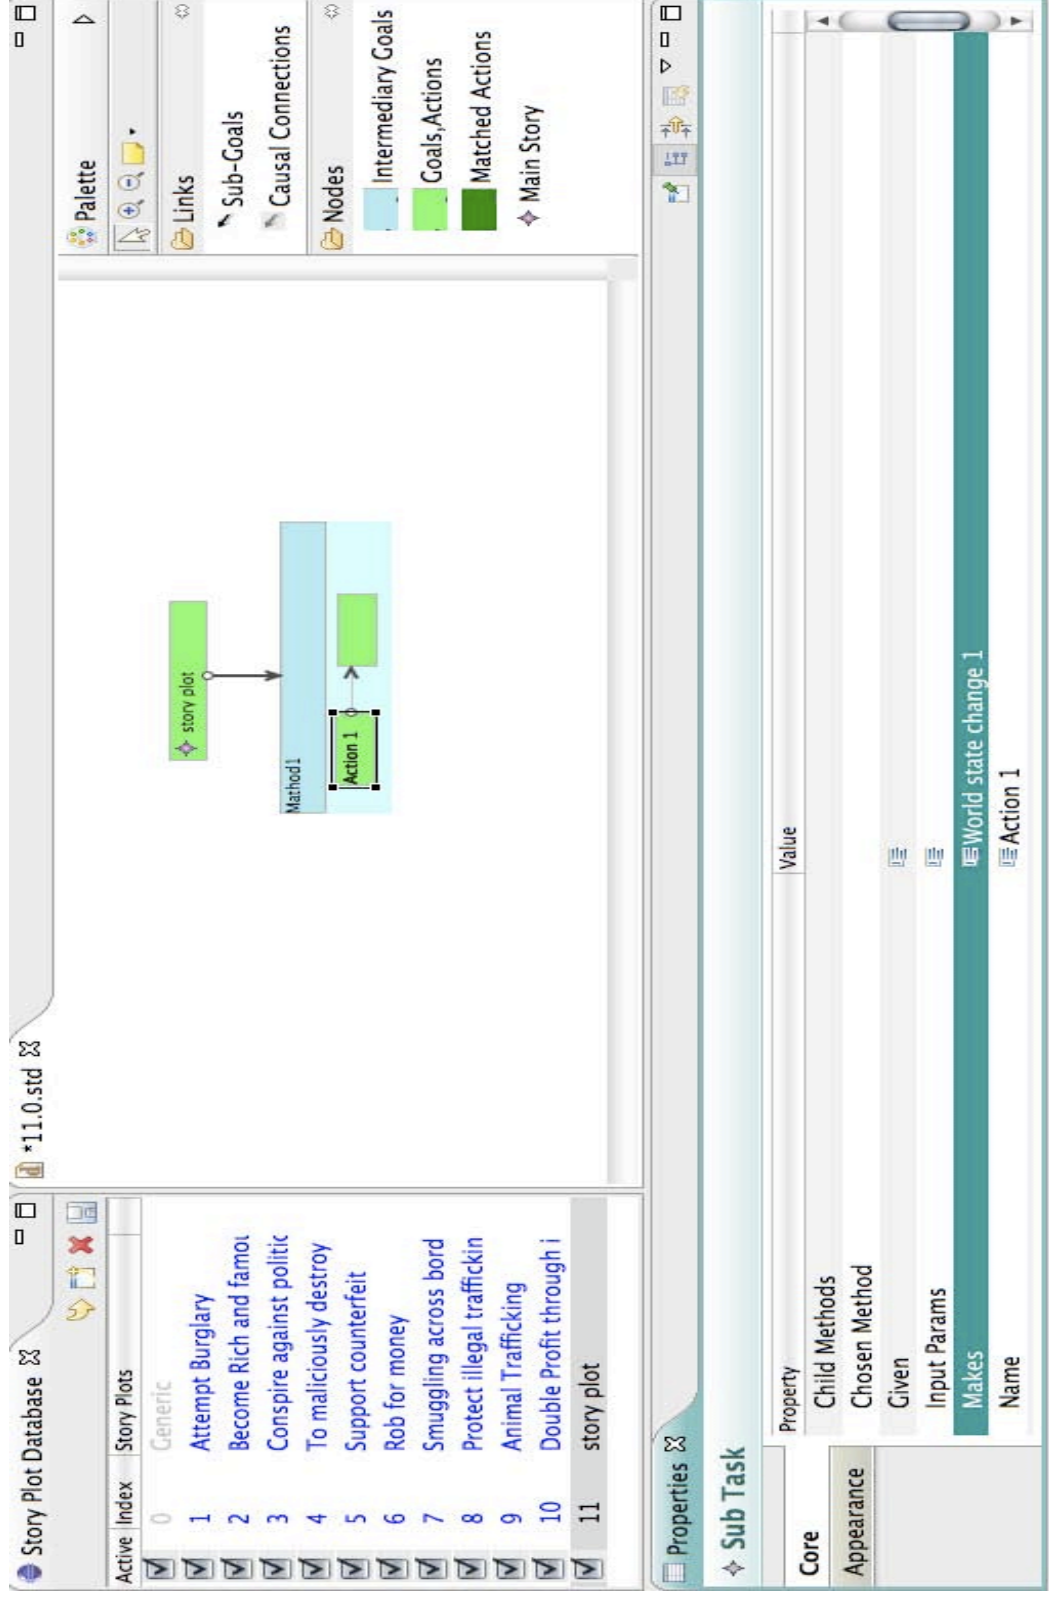 Story Plot Database
Active Index Story Plots
0 Generic
1 Attempt Burglary
2 Become Rich and famou
3 Conspire against politic
4 To maliciously destroy
5 Support counterfeit
6 Rob for money
7 Smuggling across bord
8 Protect illegal traffickin
9 Animal Trafficking
10 Double Profit through i
11 story plot
*11.0.std
story plot
Mathod1
Action 1
Palette
Links
Sub-Goals
Causal Connections
Nodes
Intermediary Goals
Goals,Actions
Matched Actions
Main Story
Properties
Sub Task
Core
Appearance
Property Value
Child Methods
Chosen Method
Given
Input Params
Makes World state change 1
Name Action 1